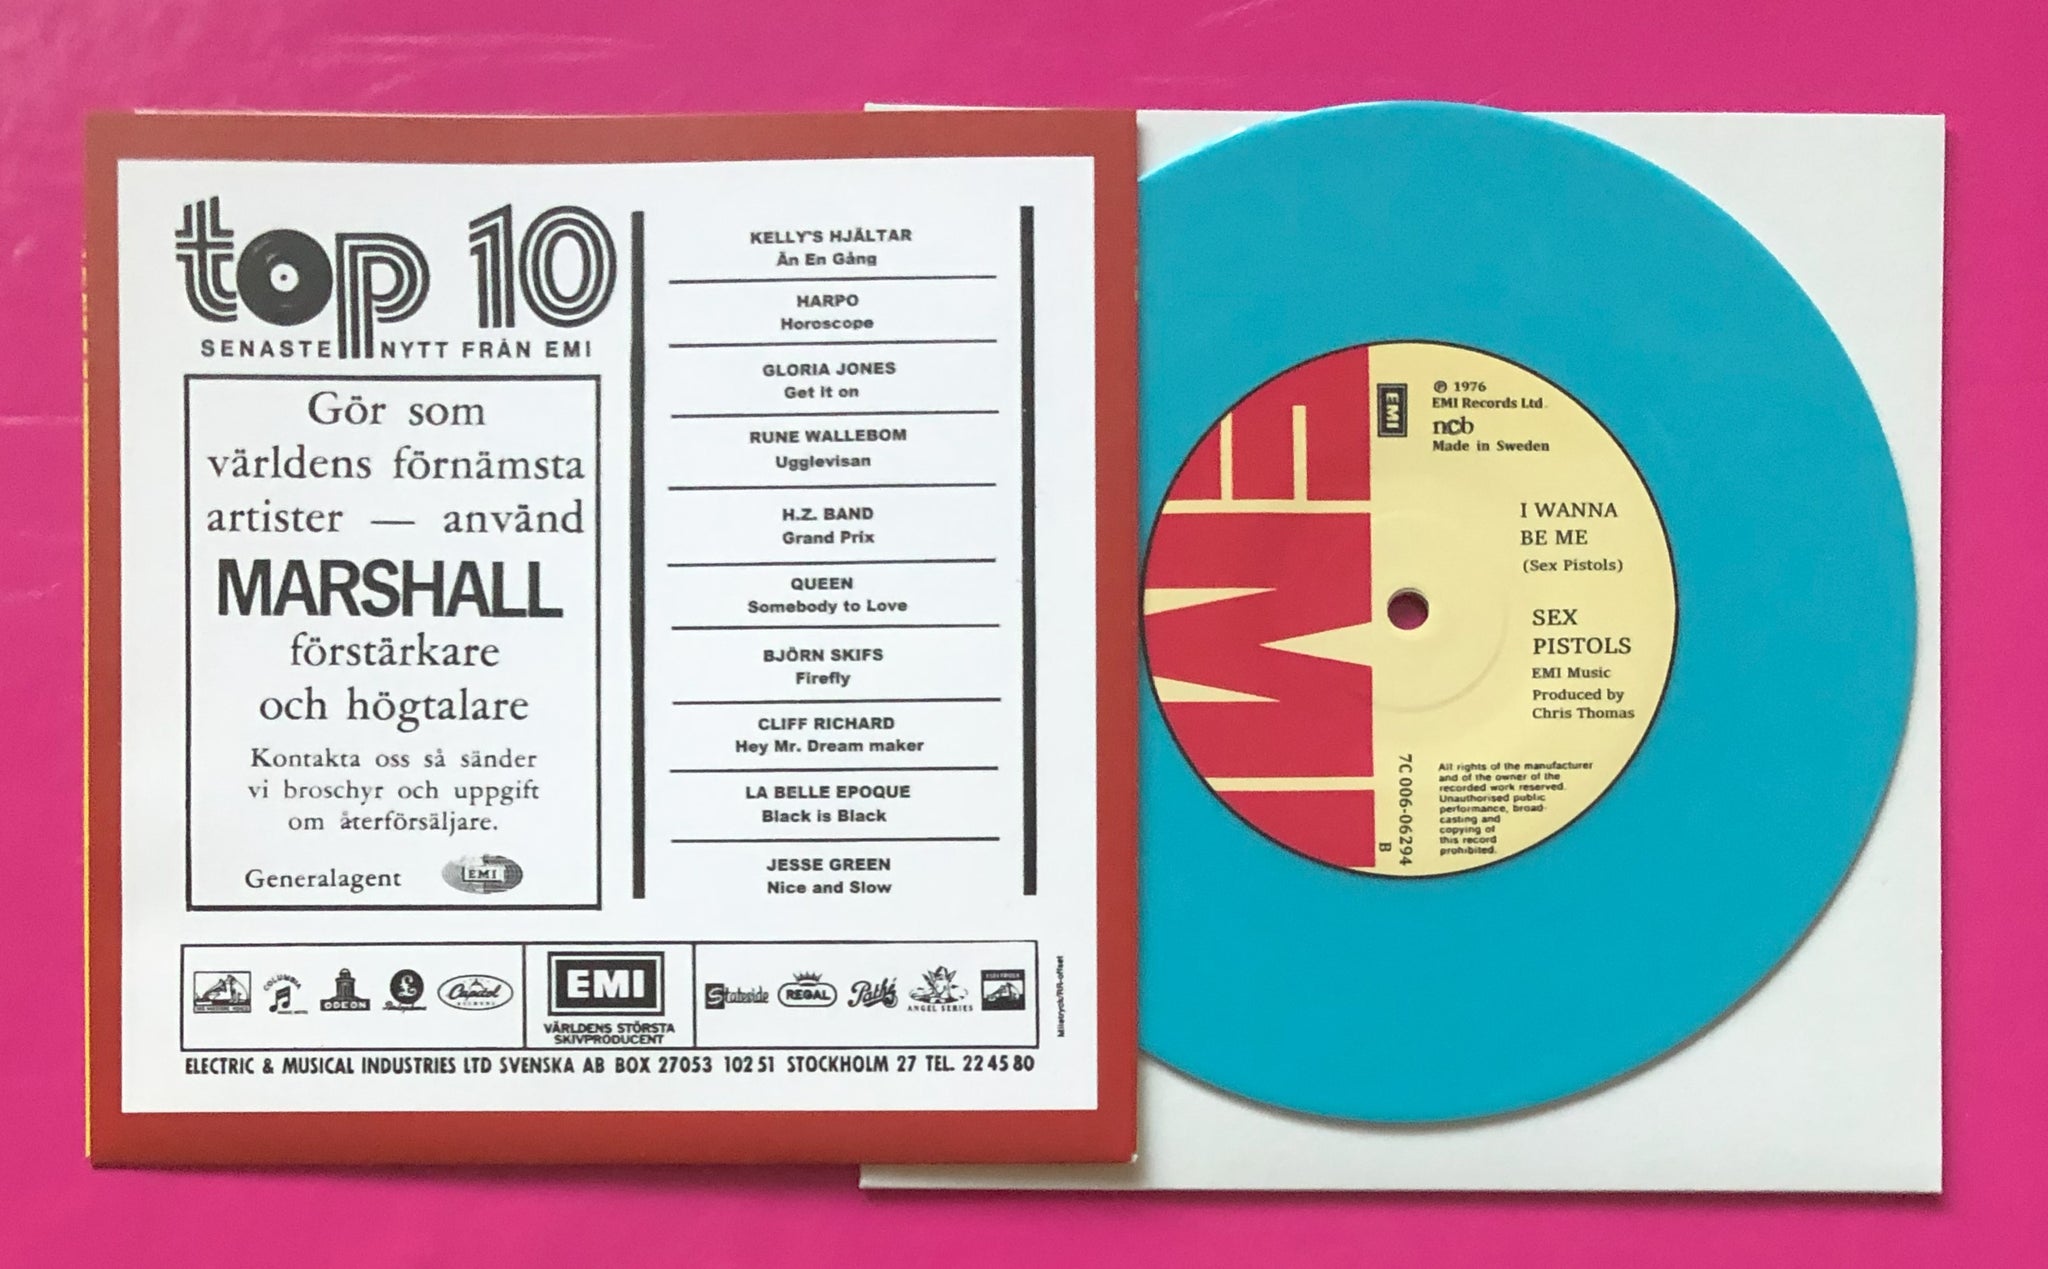 top 10
SENASTE NYTT FRÅN EMI
Gör som
världens förnämsta
artister — använd
MARSHALL
förstärkare
och högtalare
Kontakta oss så sänder
vi broschyr och uppgift
om återförsäljare.
Generalagent EMI
KELLY'S HJÄLTAR
Än En Gång
HARPO
Horoscope
GLORIA JONES
Get it on
RUNE WALLEBOM
Ugglevisan
H.Z. BAND
Grand Prix
QUEEN
Somebody to Love
BJÖRN SKIFS
Firefly
CLIFF RICHARD
Hey Mr. Dream maker
LA BELLE EPOQUE
Black is Black
JESSE GREEN
Nice and Slow
COLUMBIA
ODEON
Capitol
EMI
VÄRLDENS STÖRSTA
SKIVPRODUCENT
Stateside
REGAL
Pathé
ANGEL SERIES
ELECTRIC & MUSICAL INDUSTRIES LTD SVENSKA AB BOX 27053 102 51 STOCKHOLM 27 TEL. 22 45 80
EMI
EMI
℗ 1976
EMI Records Ltd.
ncb
Made in Sweden
I WANNA
BE ME
(Sex Pistols)
SEX
PISTOLS
EMI Music
Produced by
Chris Thomas
7C 006-06294
B
All rights of the manufacturer
and of the owner of the
recorded work reserved.
Unauthorised public
performance, broad-
casting and
copying of
this record
prohibited.